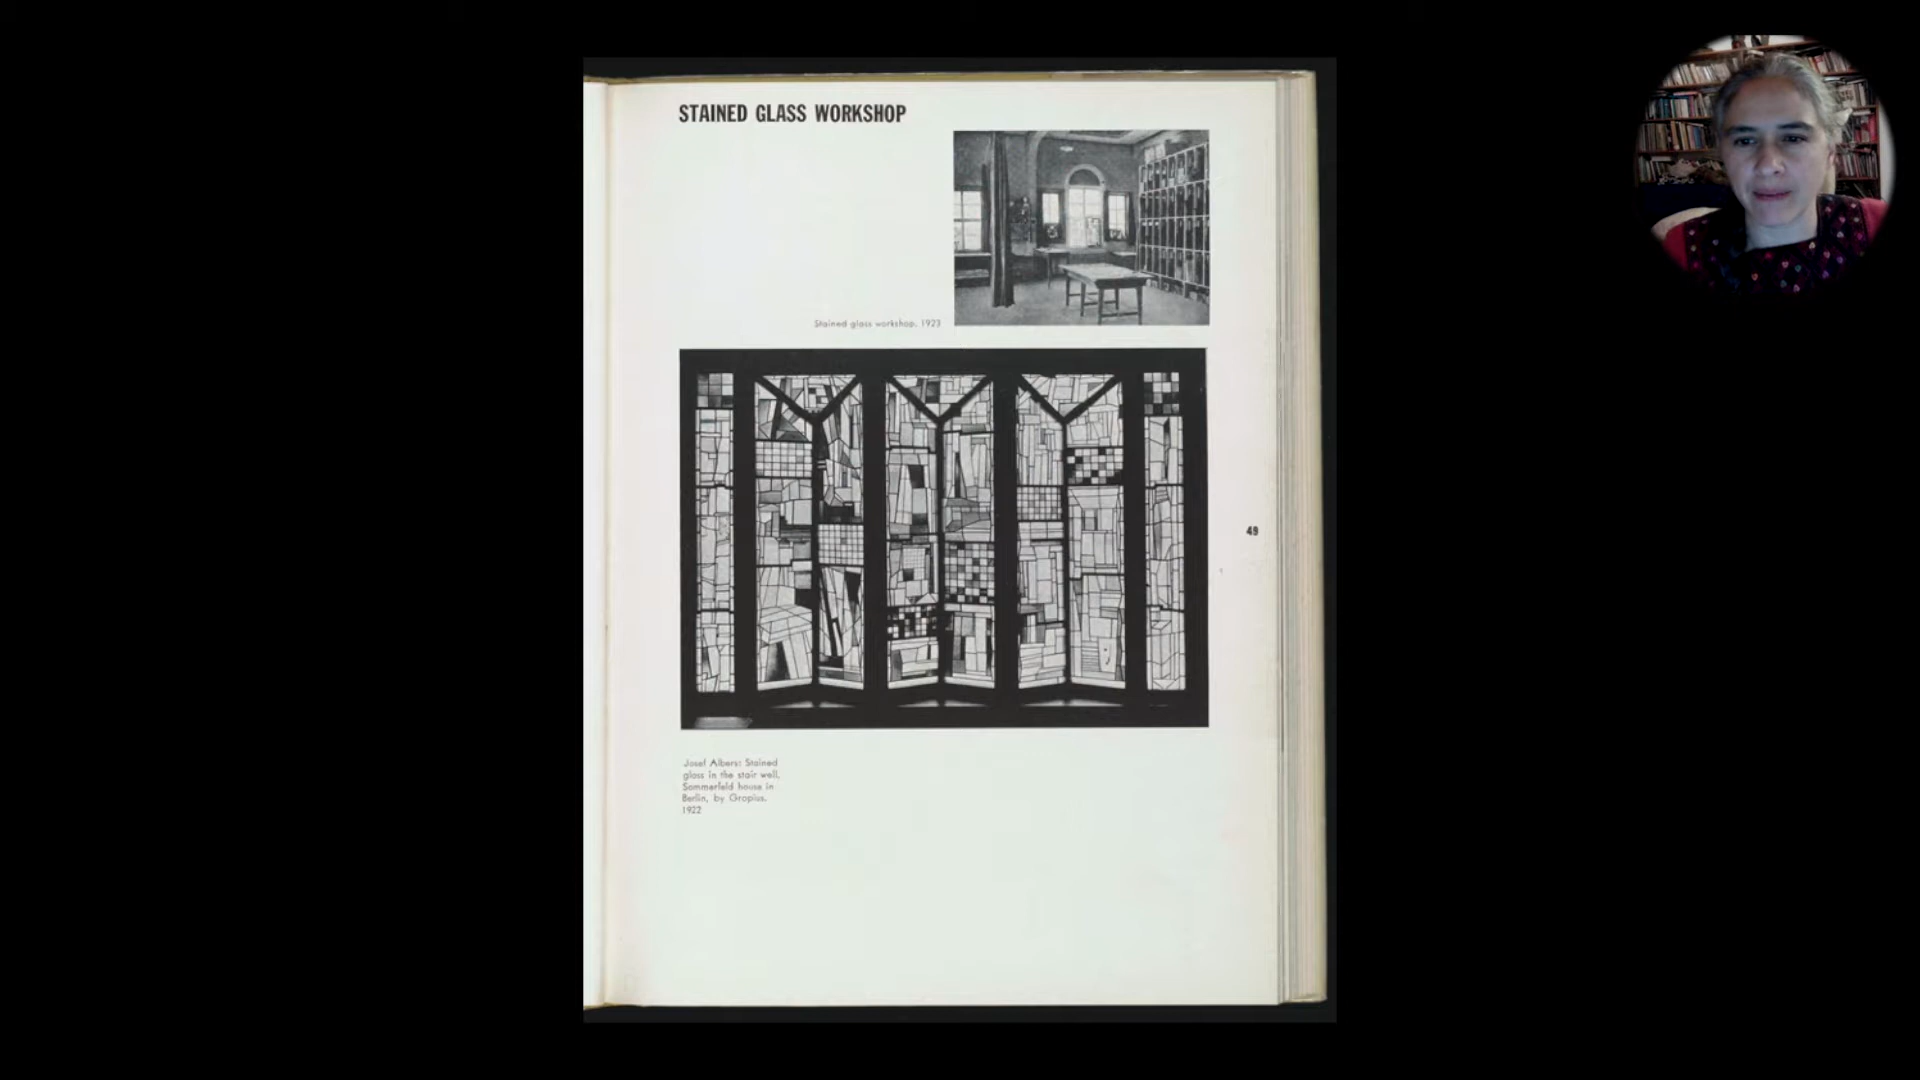 STAINED GLASS WORKSHOP
Stained glass workshop. 1923
49
Josef Albers: Stained
glass in the stair well,
Sommerfeld house in
Berlin, by Gropius.
1922